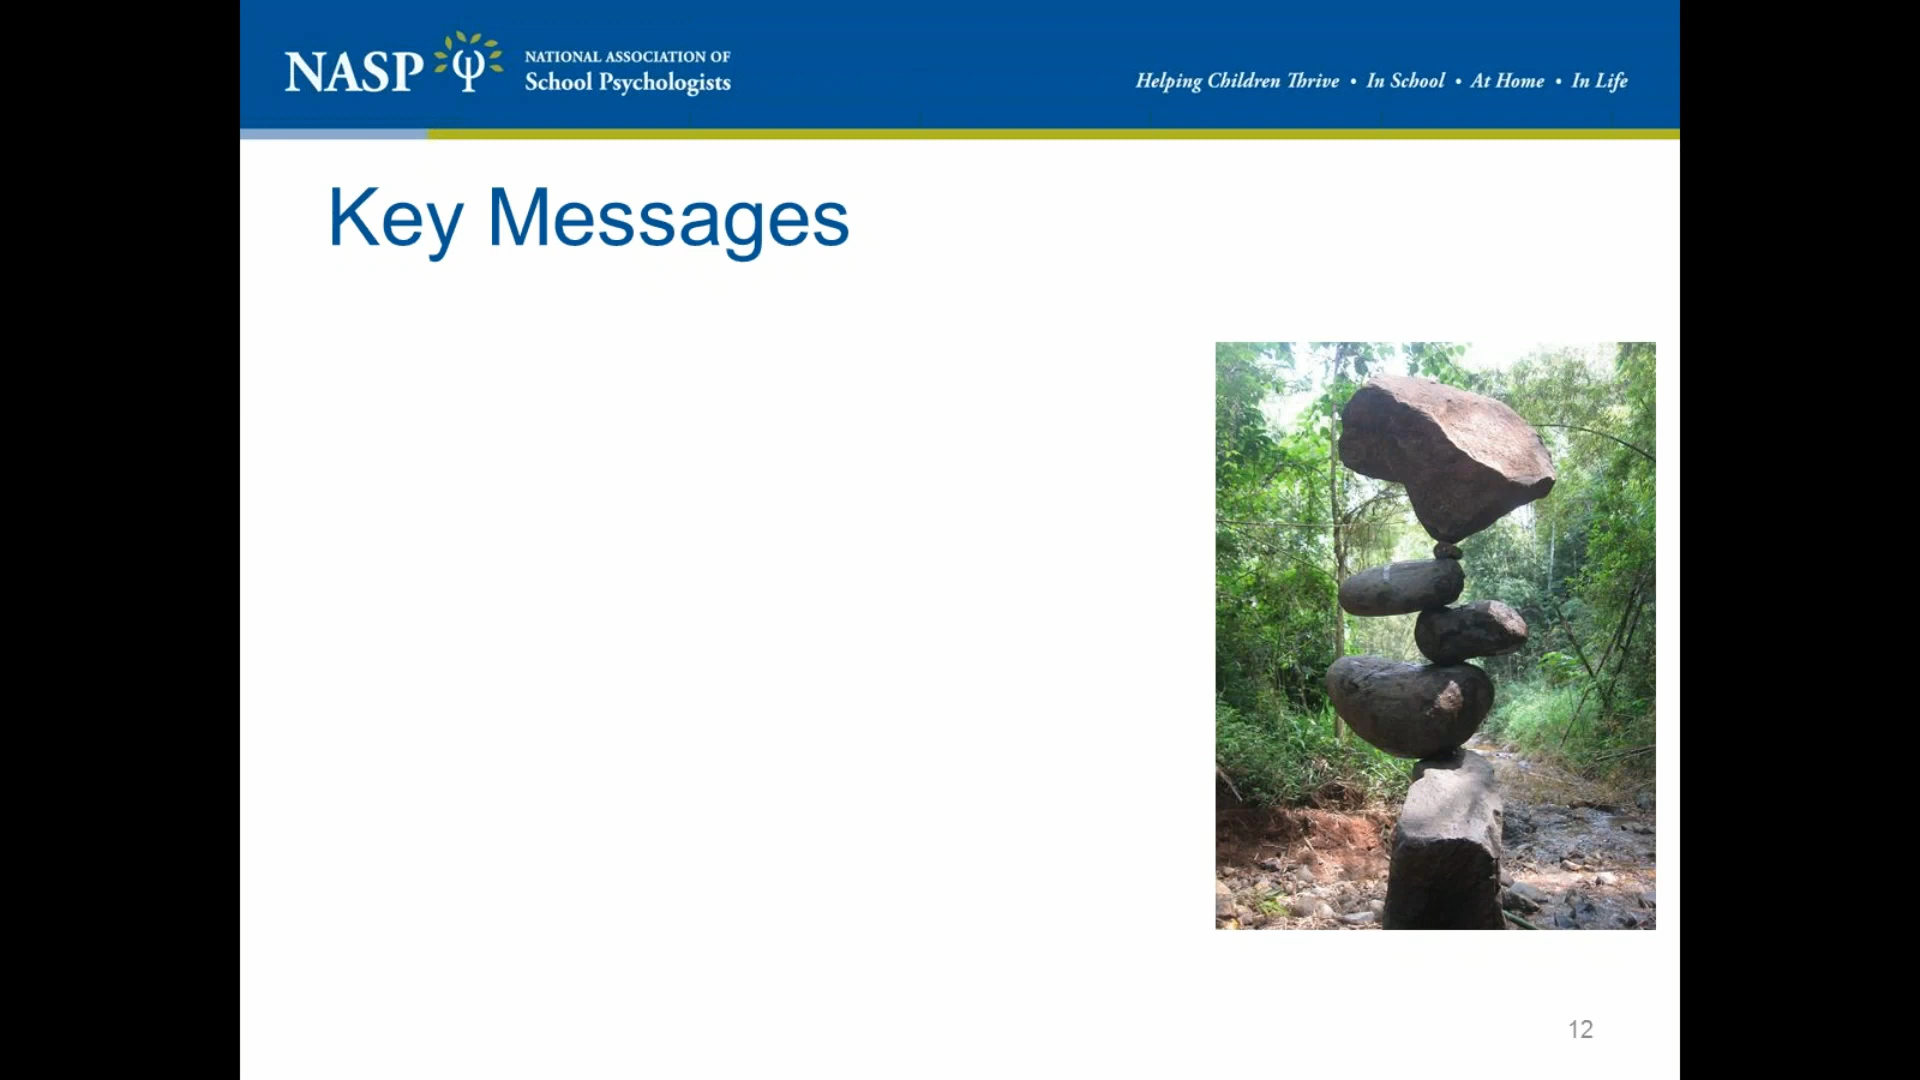 NASP
NATIONAL ASSOCIATION OF
School Psychologists
Helping Children Thrive • In School • At Home • In Life
Key Messages
12